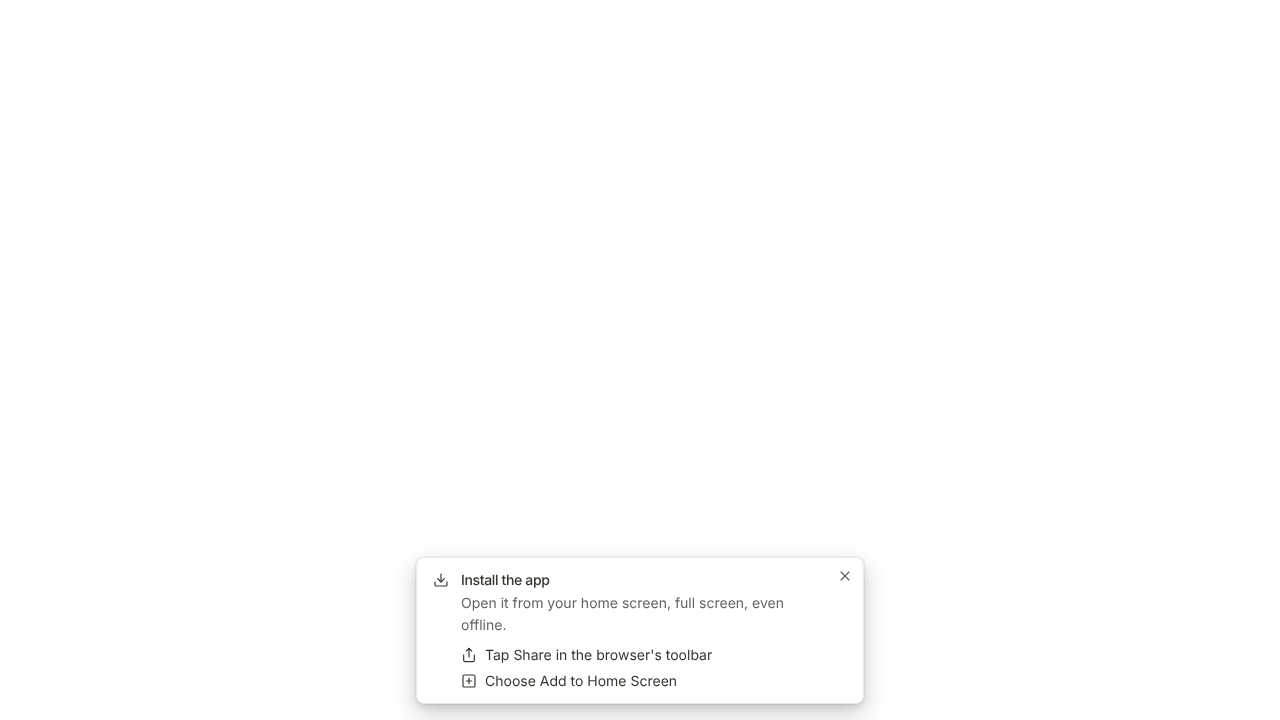 Install the app
Open it from your home screen, full screen, even
offline.
Tap Share in the browser's toolbar
Choose Add to Home Screen